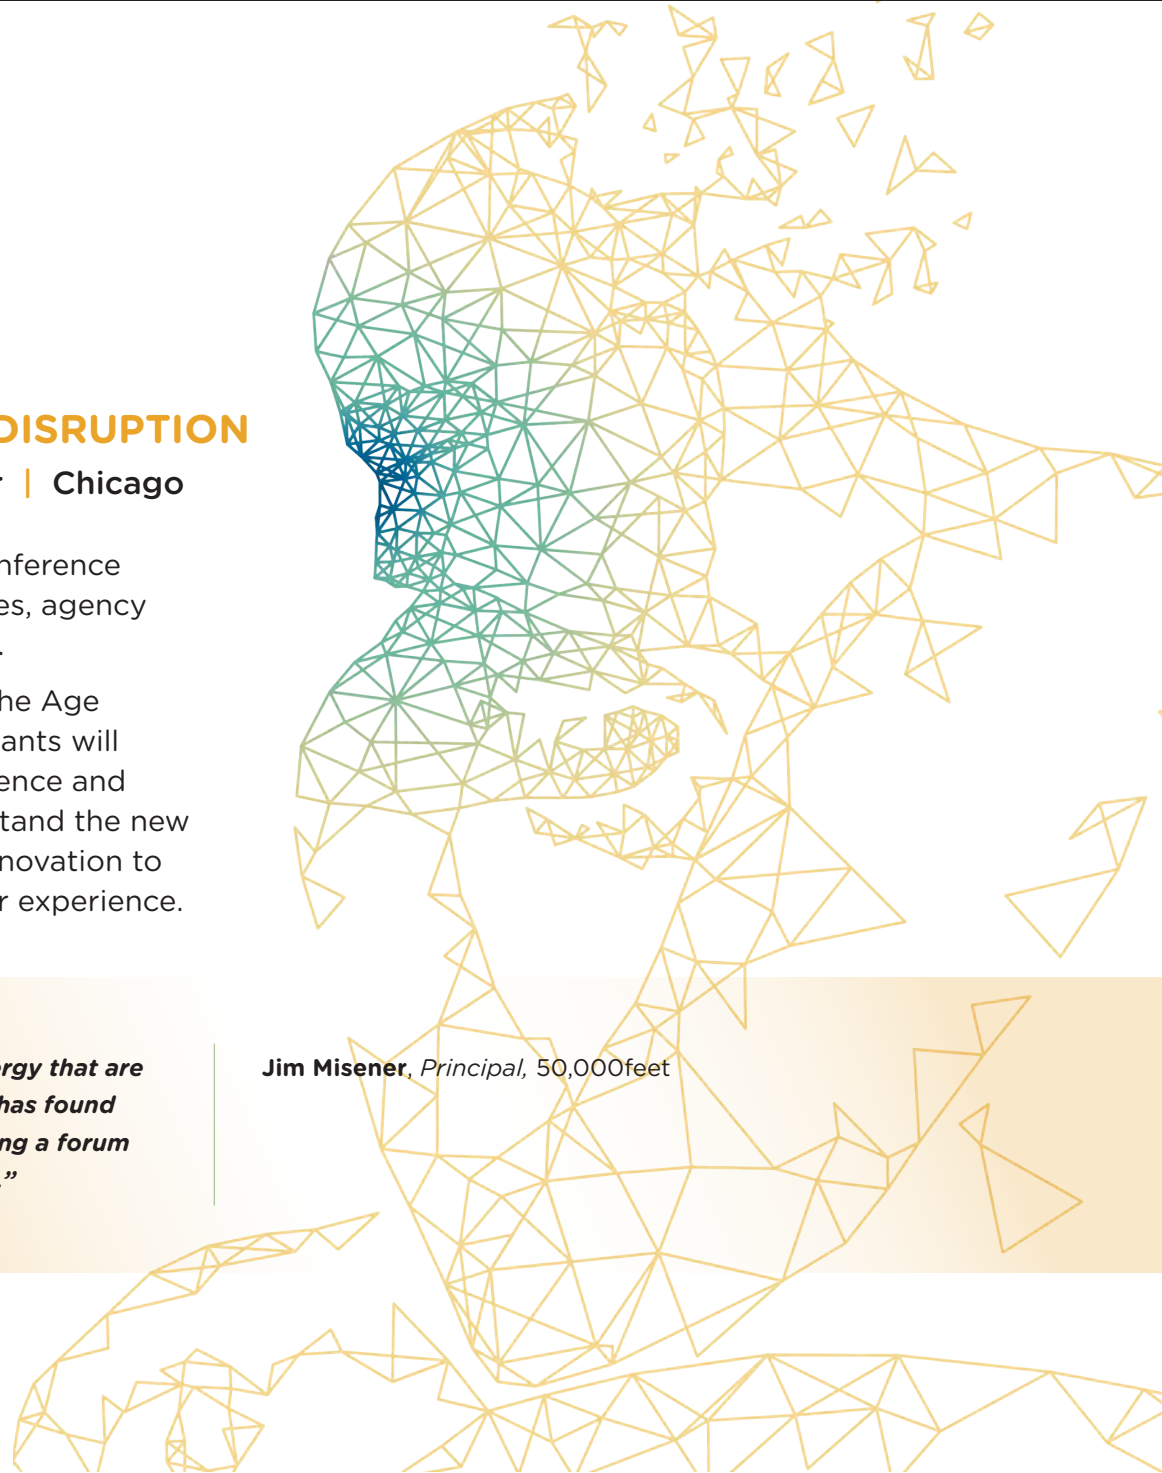 DISRUPTION
| Chicago
nference
es, agency
he Age
ants will
ence and
tand the new
novation to
r experience.
rgy that are
has found
ng a forum
.”
Jim Misener, Principal, 50,000feet